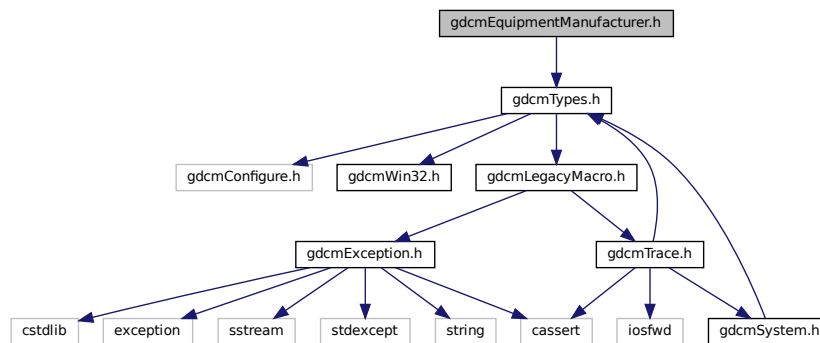 gdcmEquipmentManufacturer.h
gdcmTypes.h
gdcmConfigure.h
gdcmWin32.h
gdcmLegacyMacro.h
gdcmException.h
gdcmTrace.h
cstdlib
exception
sstream
stdexcept
string
cassert
iosfwd
gdcmSystem.h